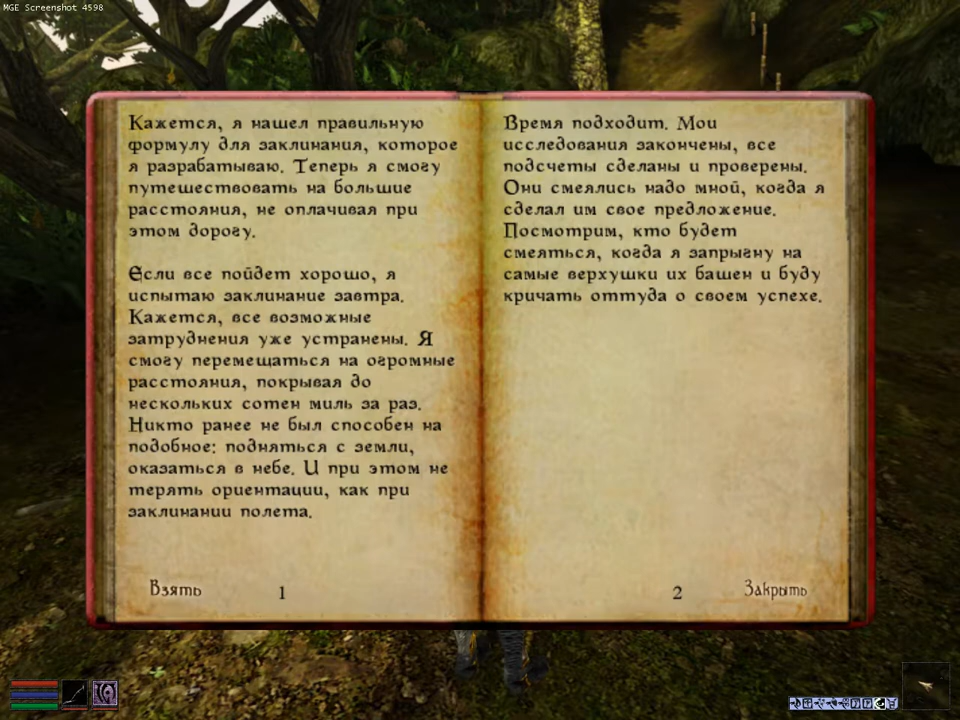 MGE Screenshot 4598
Кажется, я нашел правильную
формулу для заклинания, которое
я разрабатываю. Теперь я смогу
путешествовать на большие
расстояния, не оплачивая при
этом дорогу.
Если все пойдет хорошо, я
испытаю заклинание завтра.
Кажется, все возможные
затруднения уже устранены. Я
смогу перемещаться на огромные
расстояния, покрывая до
нескольких сотен миль за раз.
Никто ранее не был способен на
подобное: подняться с земли,
оказаться в небе. И при этом не
терять ориентации, как при
заклинании полета.
Взять
1
Время подходит. Мои
исследования закончены, все
подсчеты сделаны и проверены.
Они смеялись надо мной, когда я
сделал им свое предложение.
Посмотрим, кто будет
смеяться, когда я запрыгну на
самые верхушки их башен и буду
кричать оттуда о своем успехе.
2
Закрыть